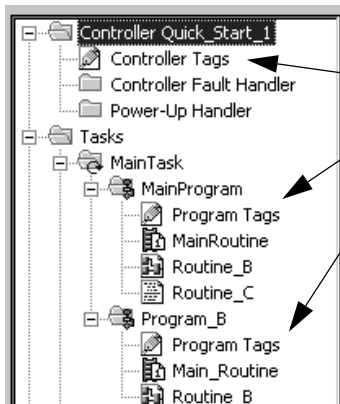 Controller Quick_Start_1
Controller Tags
Controller Fault Handler
Power-Up Handler
Tasks
MainTask
MainProgram
Program Tags
MainRoutine
Routine_B
Routine_C
Program_B
Program Tags
Main_Routine
Routine_B